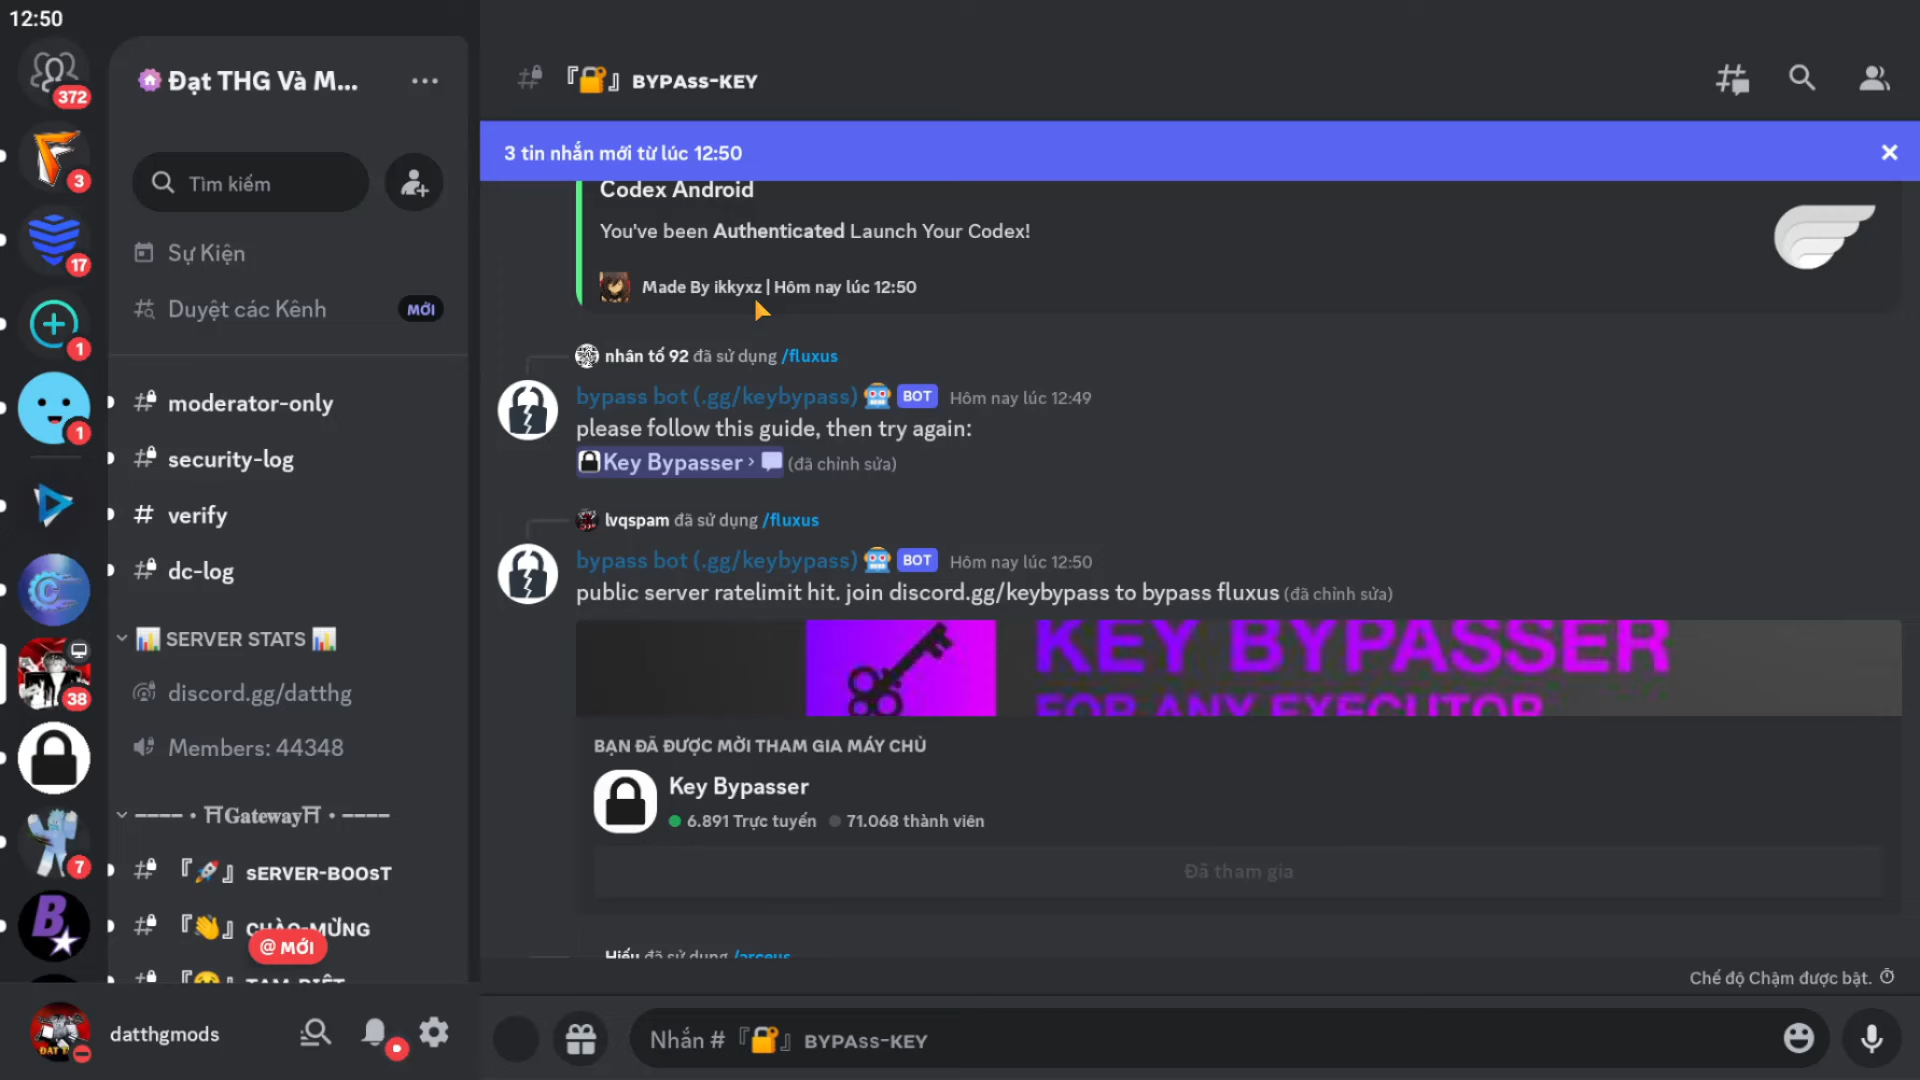 12:50
372
3
17
1
1
38
7
Đạt THG Và M...
Tìm kiếm
Sự Kiện
Duyệt các Kênh
MỚI
moderator-only
security-log
verify
dc-log
SERVER STATS
discord.gg/datthg
Members: 44348
---- • ⛩Gateway⛩ • ----
『🚀』 sERVER-BOOsT
『👋』 CHÀO-MỪNG
@ MỚI
datthgmods
『🔐』 BYPAss-KEY
3 tin nhắn mới từ lúc 12:50
Codex Android
You've been Authenticated Launch Your Codex!
Made By ikkyxz | Hôm nay lúc 12:50
nhân tố 92 đã sử dụng /fluxus
bypass bot (.gg/keybypass) 🤖 BOT Hôm nay lúc 12:49
please follow this guide, then try again:
Key Bypasser › (đã chỉnh sửa)
lvqspam đã sử dụng /fluxus
bypass bot (.gg/keybypass) 🤖 BOT Hôm nay lúc 12:50
public server ratelimit hit. join discord.gg/keybypass to bypass fluxus (đã chỉnh sửa)
KEY BYPASSER
FOR ANY EXECUTOR
BẠN ĐÃ ĐƯỢC MỜI THAM GIA MÁY CHỦ
Key Bypasser
6.891 Trực tuyến 71.068 thành viên
Đã tham gia
Hiếu đã sử dụng /arceus
Chế độ Chậm được bật.
Nhắn # 『🔐』 BYPAss-KEY